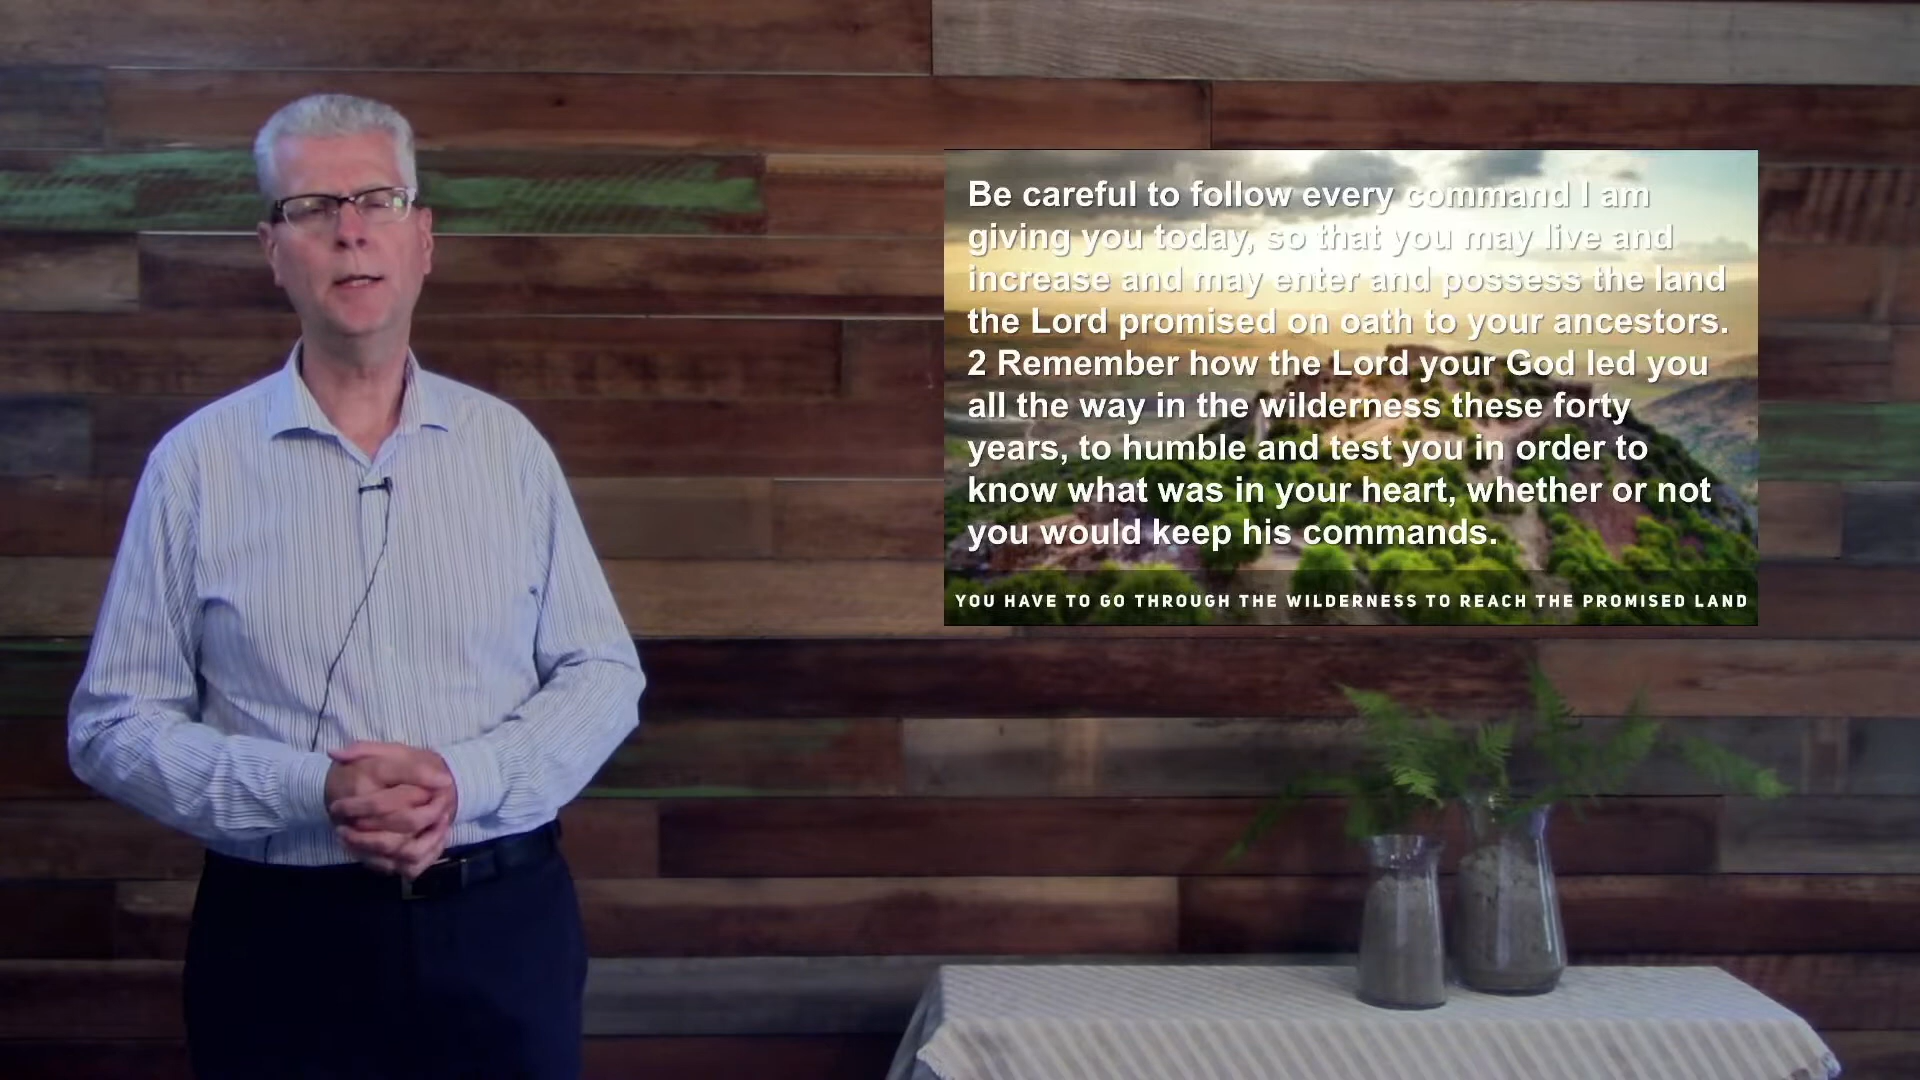 Be careful to follow every command I am
giving you today, so that you may live and
increase and may enter and possess the land
the Lord promised on oath to your ancestors.
2 Remember how the Lord your God led you
all the way in the wilderness these forty
years, to humble and test you in order to
know what was in your heart, whether or not
you would keep his commands.
YOU HAVE TO GO THROUGH THE WILDERNESS TO REACH THE PROMISED LAND